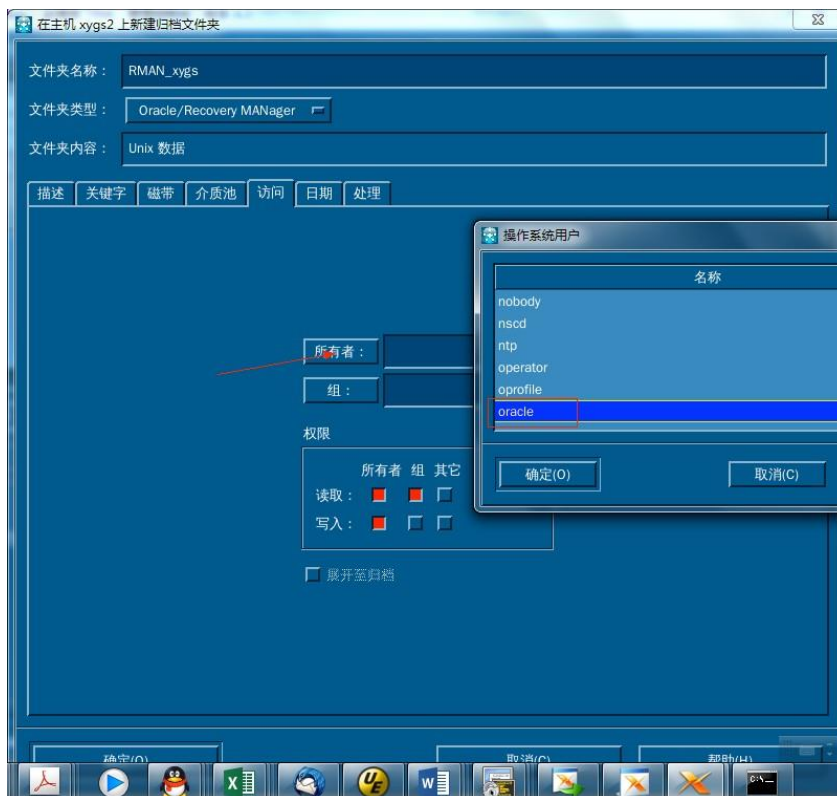 在主机 xygs2 上新建归档文件夹
文件夹名称： RMAN_xygs
文件夹类型： Oracle/Recovery MANager
文件夹内容： Unix 数据
描述 关键字 磁带 介质池 访问 日期 处理
操作系统用户
名称
nobody
nscd
ntp
operator
oprofile
oracle
确定(O) 取消(C)
所有者：
组：
权限
所有者 组 其它
读取：
写入：
展开至归档
确定(O) 取消(C) 帮助(H)